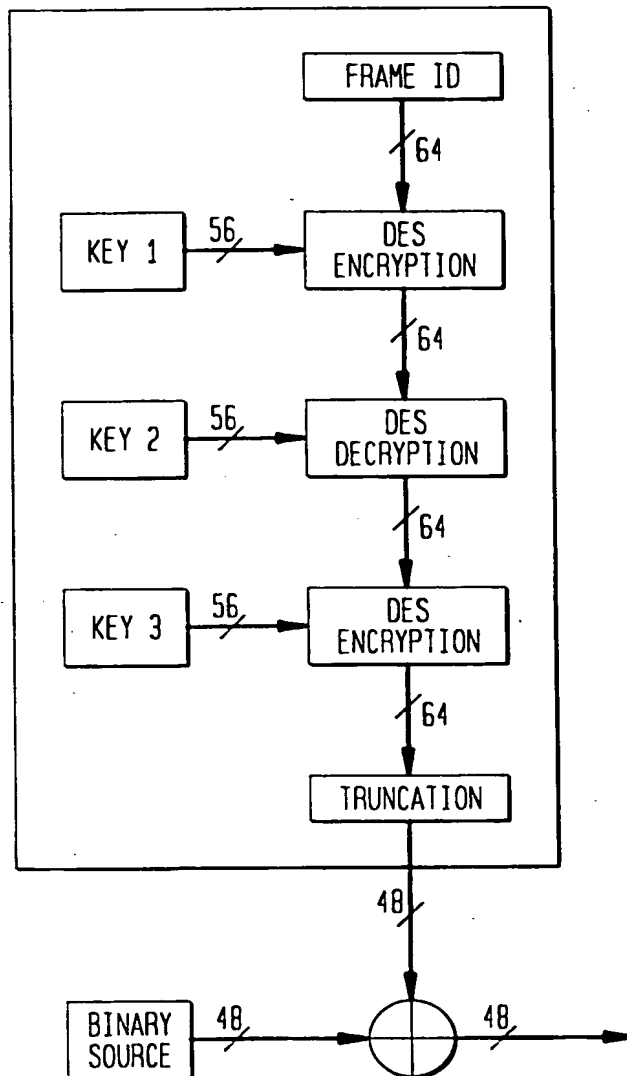 FRAME ID
64
KEY 1
56
DES
ENCRYPTION
64
KEY 2
56
DES
DECRYPTION
64
KEY 3
56
DES
ENCRYPTION
64
TRUNCATION
48
BINARY
SOURCE
48
48